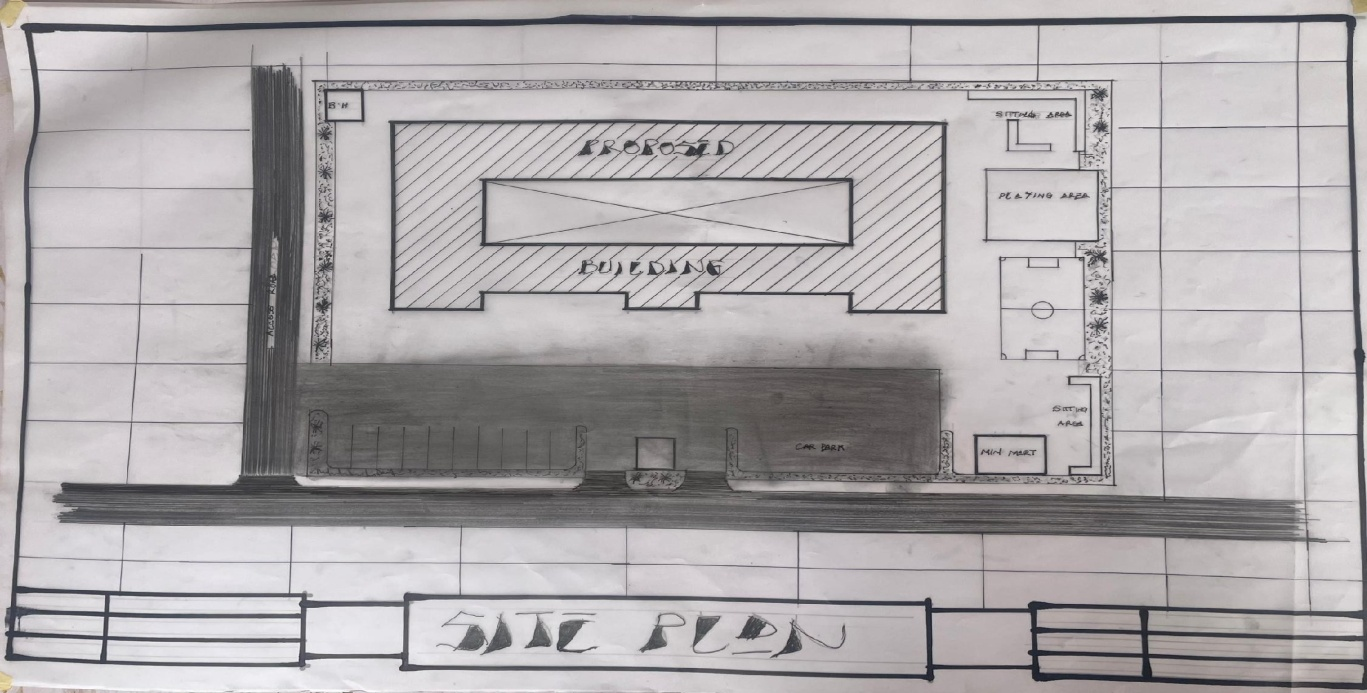 B·H
SITTING AREA
PROPOSED
PLAYING AREA
BUILDING
SITTING
AREA
CAR PARK
MINI MART
SITE PLAN